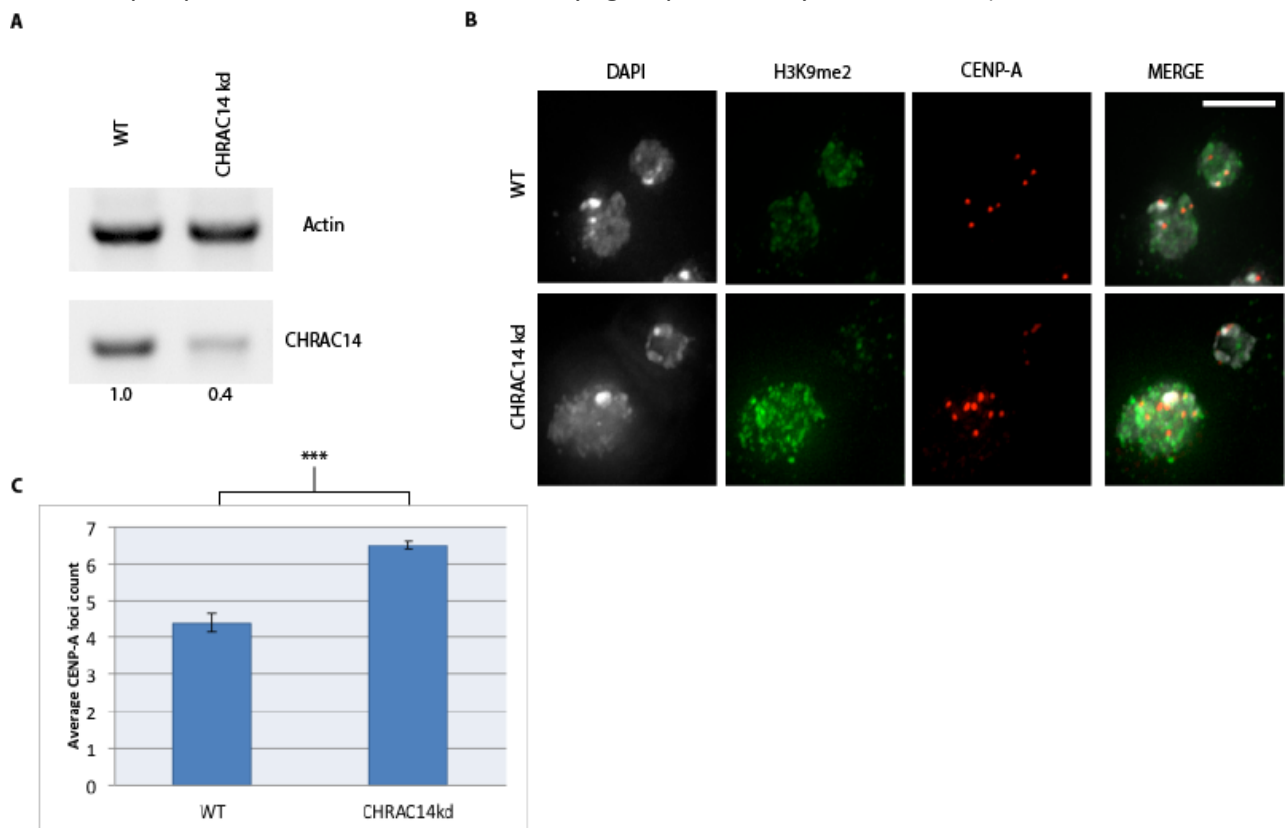 A
WT
CHRAC14 kd
Actin
CHRAC14
1.0 0.4
B
DAPI H3K9me2 CENP-A MERGE
WT
CHRAC14 kd
C
***
Average CENP-A foci count
7
6
5
4
3
2
1
0
WT CHRAC14kd